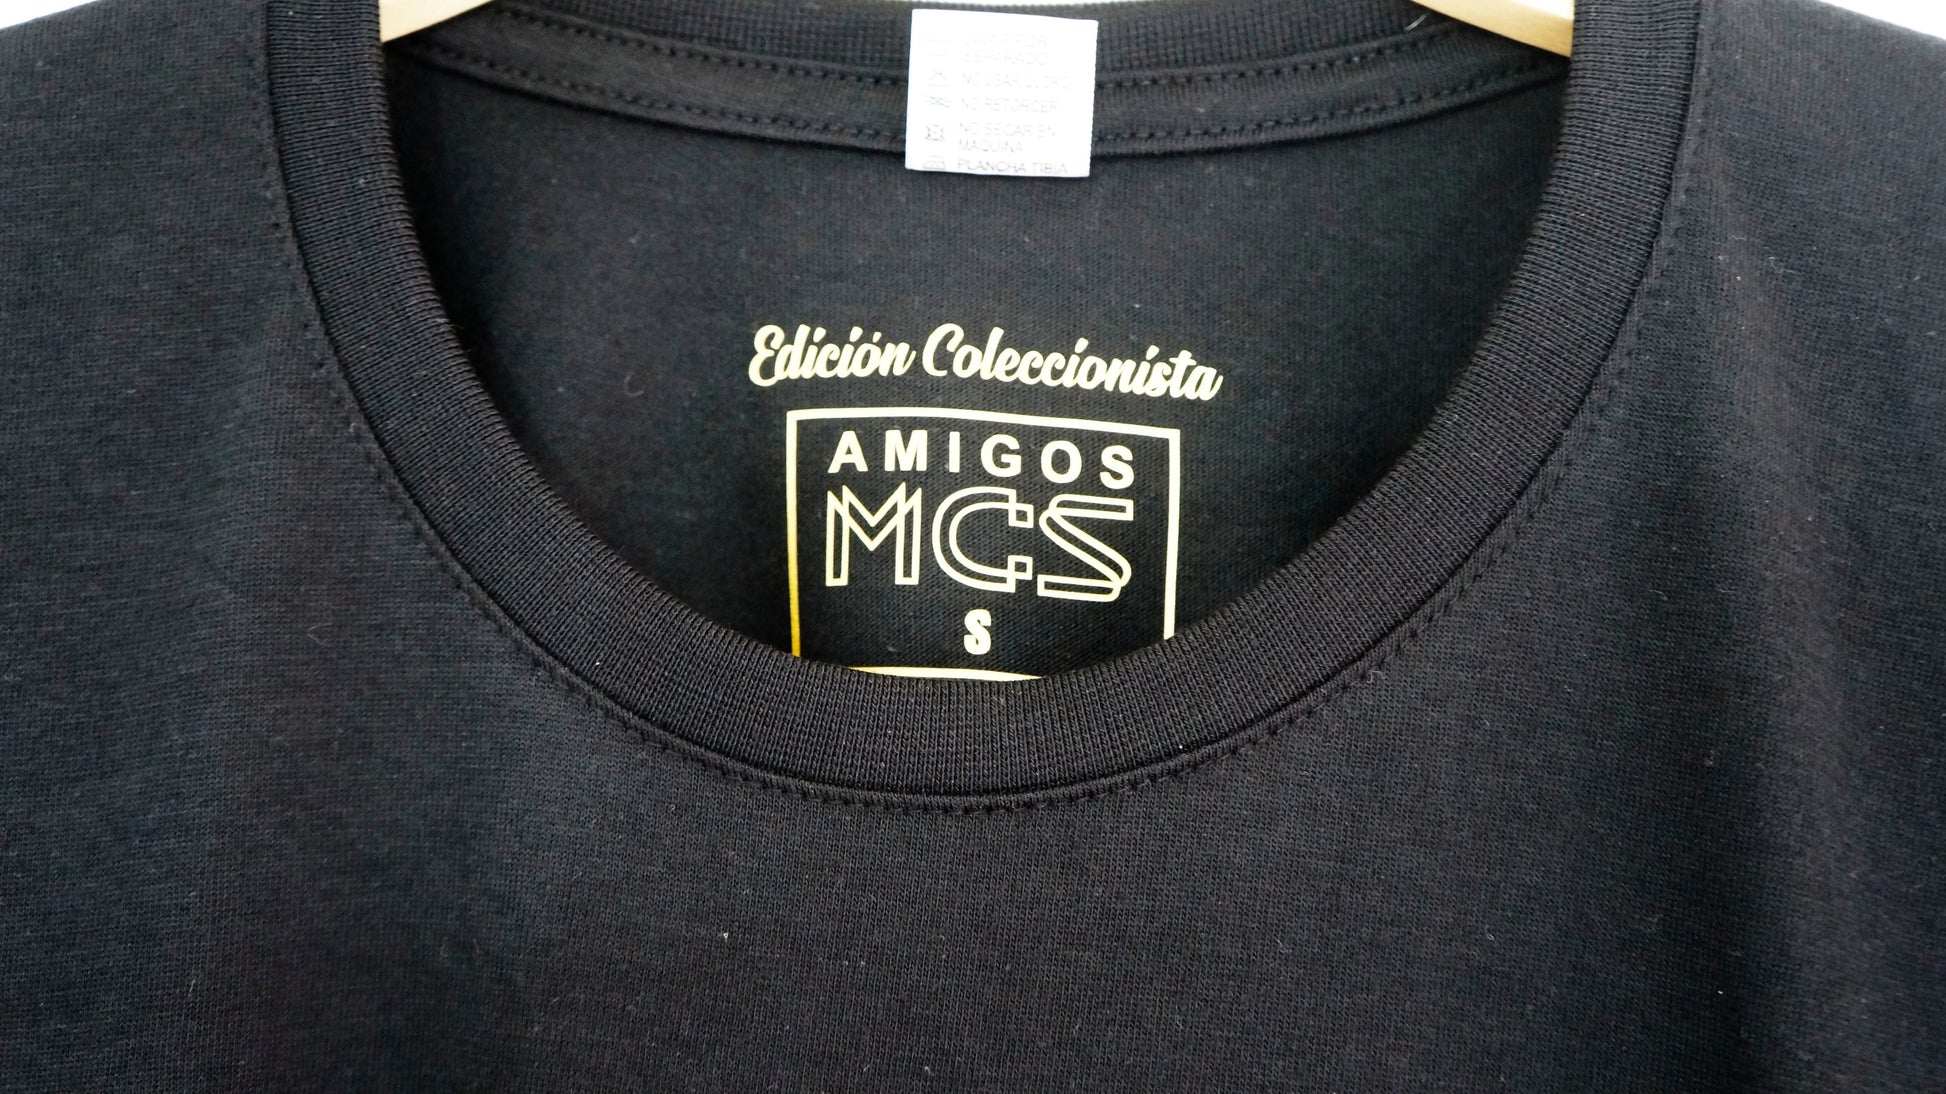 LAVAR POR
SEPARADO
NO USAR CLORO
NO RETORCER
NO SECAR EN
MAQUINA
PLANCHA TIBIA
Edición Coleccionista
AMIGOS
MCS
S